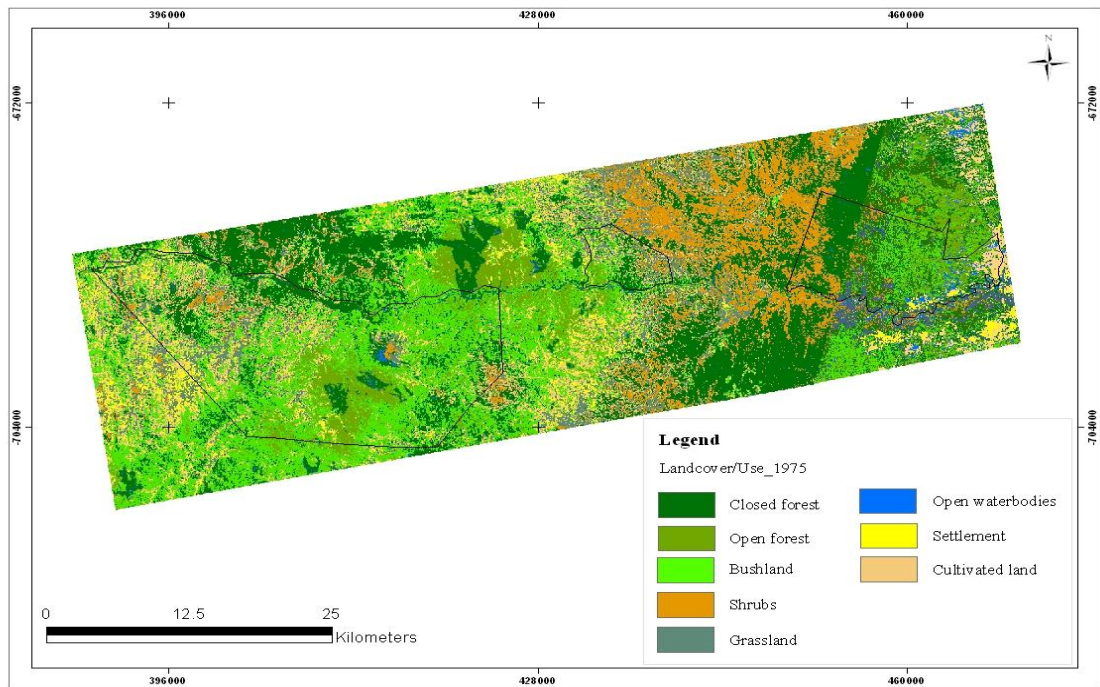 396000 428000 460000
N
-672000 -672000
-704000 -704000
Legend
Landcover/Use_1975
Closed forest
Open forest
Bushland
Shrubs
Grassland
Open waterbodies
Settlement
Cultivated land
0 12.5 25
Kilometers
396000 428000 460000